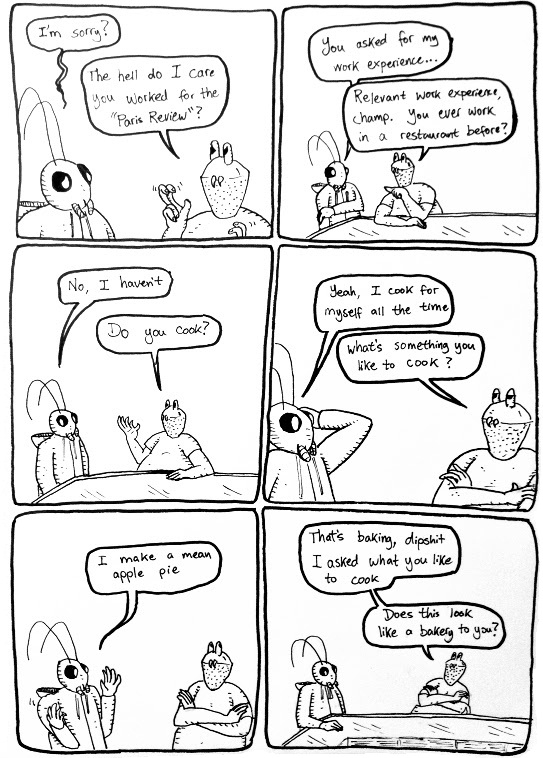 I'm sorry?
The hell do I care
you worked for the
"Paris Review"?
You asked for my
work experience...
Relevant work experience,
champ. You ever work
in a restaurant before?
No, I haven't
Do you cook?
Yeah, I cook for
myself all the time
What's something you
like to cook?
I make a mean
apple pie
That's baking, dipshit
I asked what you like
to cook
Does this look
like a bakery to you?